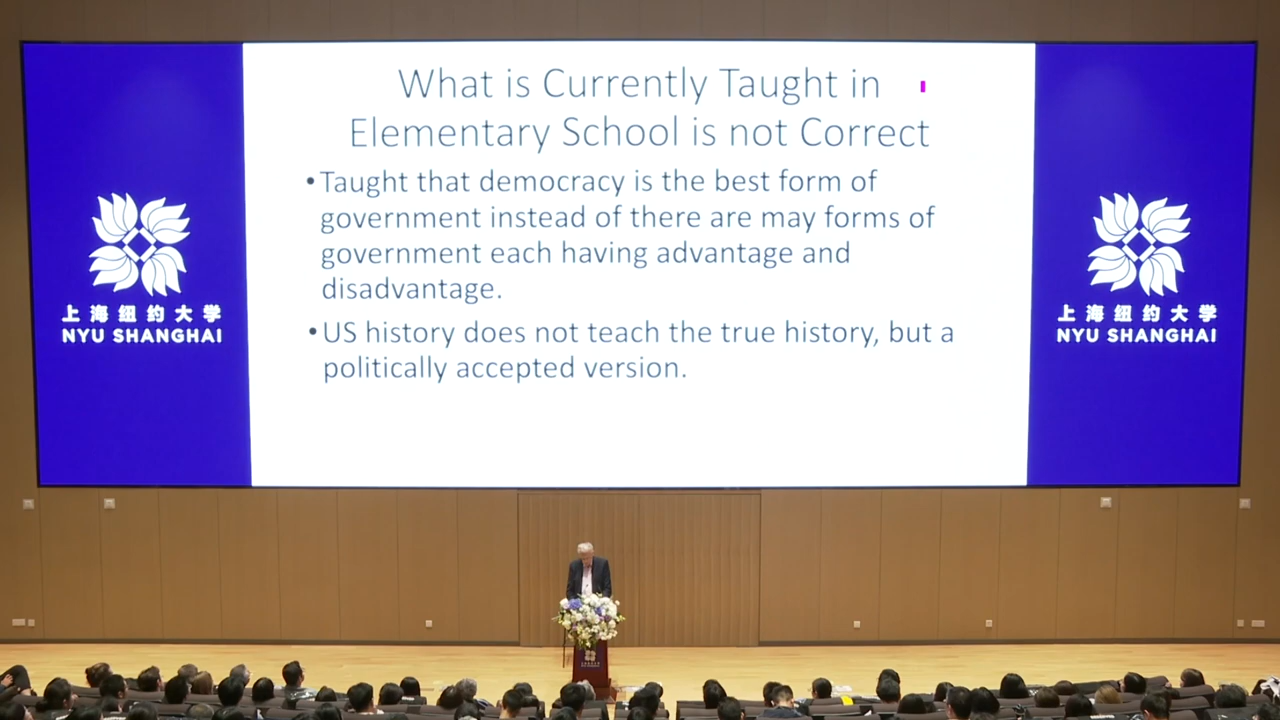 What is Currently Taught in
Elementary School is not Correct
•Taught that democracy is the best form of
government instead of there are may forms of
government each having advantage and
disadvantage.
•US history does not teach the true history, but a
politically accepted version.
上海纽约大学
NYU SHANGHAI
上海纽约大学
NYU SHANGHAI